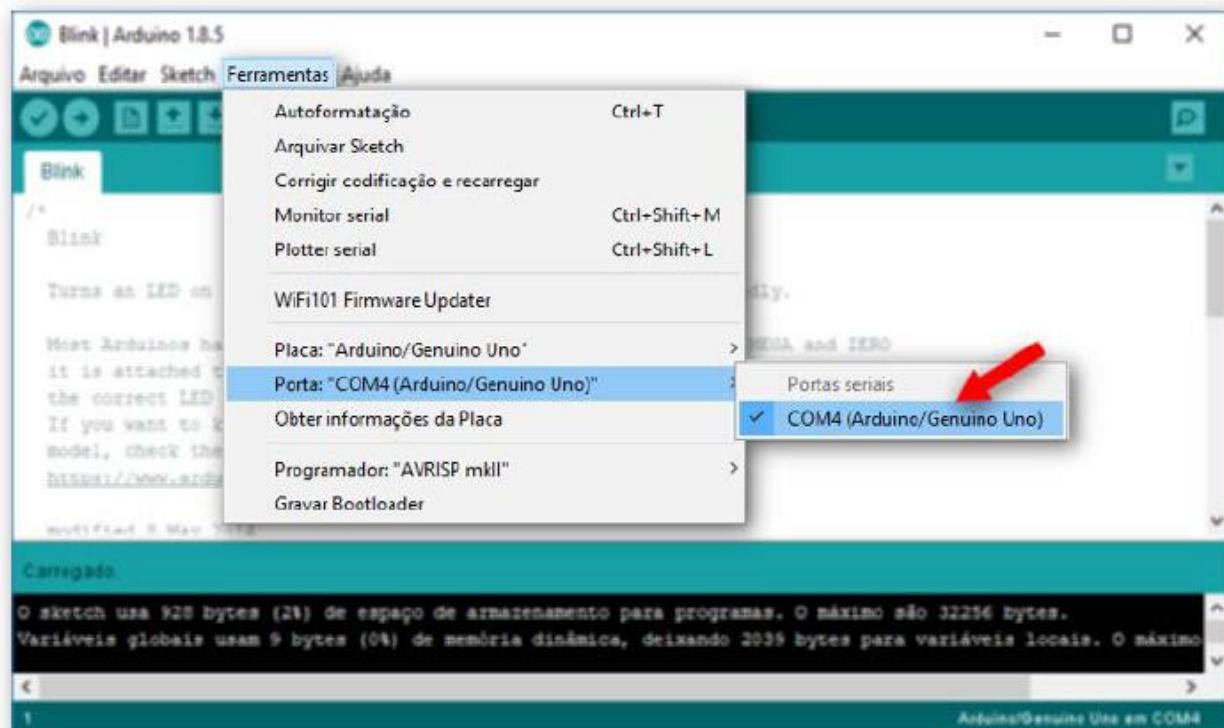 Blink | Arduino 1.8.5
Arquivo Editar Sketch Ferramentas Ajuda
Autoformatação Ctrl+T
Arquivar Sketch
Corrigir codificação e recarregar
Monitor serial Ctrl+Shift+M
Plotter serial Ctrl+Shift+L
WiFi101 Firmware Updater
Placa: "Arduino/Genuino Uno"
Porta: "COM4 (Arduino/Genuino Uno)"
Obter informações da Placa
Programador: "AVRISP mkII"
Gravar Bootloader
Portas seriais
COM4 (Arduino/Genuino Uno)
Blink
/*
Blink
Turns an LED on
Most Arduinos and ZERO
it is attached
the correct LED
If you want to
model, check the
modified 8 May
Carregado.
O sketch usa 928 bytes (2%) de espaço de armazenamento para programas. O máximo são 32256 bytes.
Variáveis globais usam 9 bytes (0%) de memória dinâmica, deixando 2039 bytes para variáveis locais. O máximo
1 Arduino/Genuino Uno em COM4